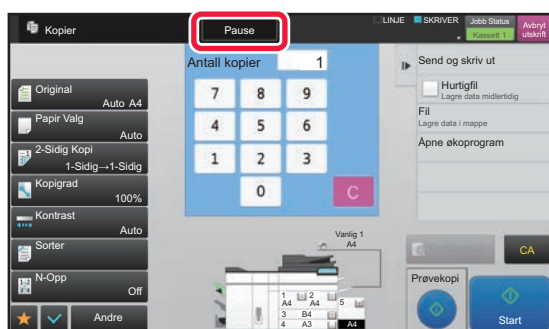 Kopier
Pause
LINJE
SKRIVER
Jobb Status
Kassett 1
Avbryt
utskrift
Antall kopier
1
Original
Auto A4
Papir Valg
Auto
2-Sidig Kopi
1-Sidig→1-Sidig
Kopigrad
100%
Kontrast
Auto
Sorter
N-Opp
Off
Andre
7 8 9
4 5 6
1 2 3
0 C
Vanlig 1
A4
1 A4
2 A4
3 B4
4 A3
5
A4
Send og skriv ut
Hurtigfil
Lagre data midlertidig
Fil
Lagre data i mappe
Åpne økoprogram
CA
Prøvekopi
Start